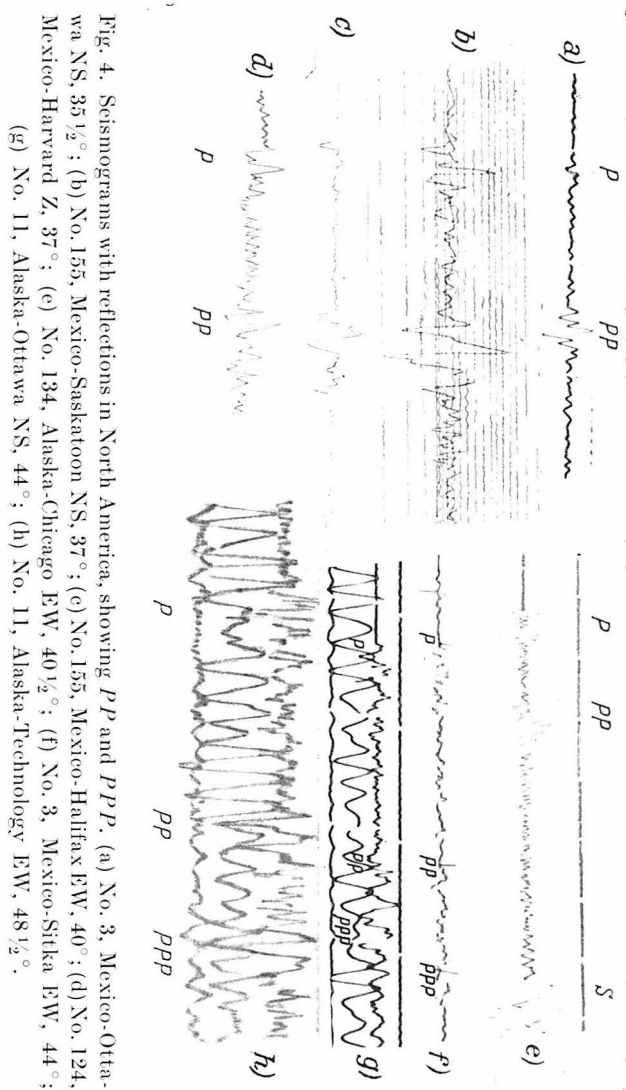 a)
P
PP
b)
c)
d)
P
PP
P
PP
S
e)
P
PP
PPP
f)
P
PP
PPP
g)
P
PP
PPP
h)
Fig. 4. Seismograms with reflections in North America, showing PP and PPP. (a) No. 3, Mexico-Otta-
wa NS, 35½°; (b) No. 155, Mexico-Saskatoon NS, 37°; (c) No. 155, Mexico-Halifax EW, 40°; (d) No. 124,
Mexico-Harvard Z, 37°; (e) No. 134, Alaska-Chicago EW, 40½°; (f) No. 3, Mexico-Sitka EW, 44°;
(g) No. 11, Alaska-Ottawa NS, 44°; (h) No. 11, Alaska-Technology EW, 48½°.